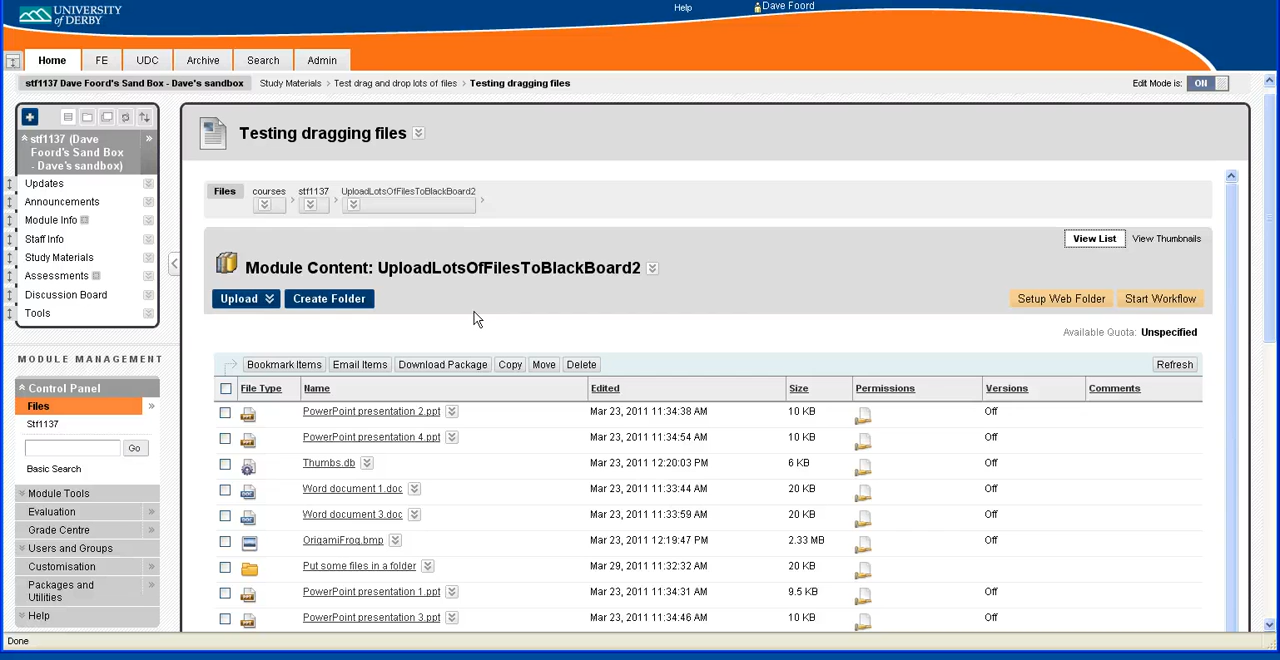 UNIVERSITY
of DERBY
Help
Dave Foord
Home
FE
UDC
Archive
Search
Admin
stf1137 Dave Foord's Sand Box - Dave's sandbox
Study Materials > Test drag and drop lots of files > Testing dragging files
Edit Mode is: ON
stf1137 (Dave
Foord's Sand Box
- Dave's sandbox)
Updates
Announcements
Module Info
Staff Info
Study Materials
Assessments
Discussion Board
Tools
MODULE MANAGEMENT
Control Panel
Files
Stf1137
Go
Basic Search
Module Tools
Evaluation
Grade Centre
Users and Groups
Customisation
Packages and
Utilities
Help
Testing dragging files
Files
courses
stf1137
UploadLotsOfFilesToBlackBoard2
View List
View Thumbnails
Module Content: UploadLotsOfFilesToBlackBoard2
Upload
Create Folder
Setup Web Folder
Start Workflow
Available Quota: Unspecified
Bookmark Items
Email Items
Download Package
Copy
Move
Delete
Refresh
File Type Name Edited Size Permissions Versions Comments
PowerPoint presentation 2.ppt Mar 23, 2011 11:34:38 AM 10 KB Off
PowerPoint presentation 4.ppt Mar 23, 2011 11:34:54 AM 10 KB Off
Thumbs.db Mar 23, 2011 12:20:03 PM 6 KB Off
Word document 1.doc Mar 23, 2011 11:33:44 AM 20 KB Off
Word document 3.doc Mar 23, 2011 11:33:59 AM 20 KB Off
OrigamiFrog.bmp Mar 23, 2011 12:19:47 PM 2.33 MB Off
Put some files in a folder Mar 29, 2011 11:32:32 AM 20 KB
PowerPoint presentation 1.ppt Mar 23, 2011 11:34:31 AM 9.5 KB Off
PowerPoint presentation 3.ppt Mar 23, 2011 11:34:46 AM 10 KB Off
Done